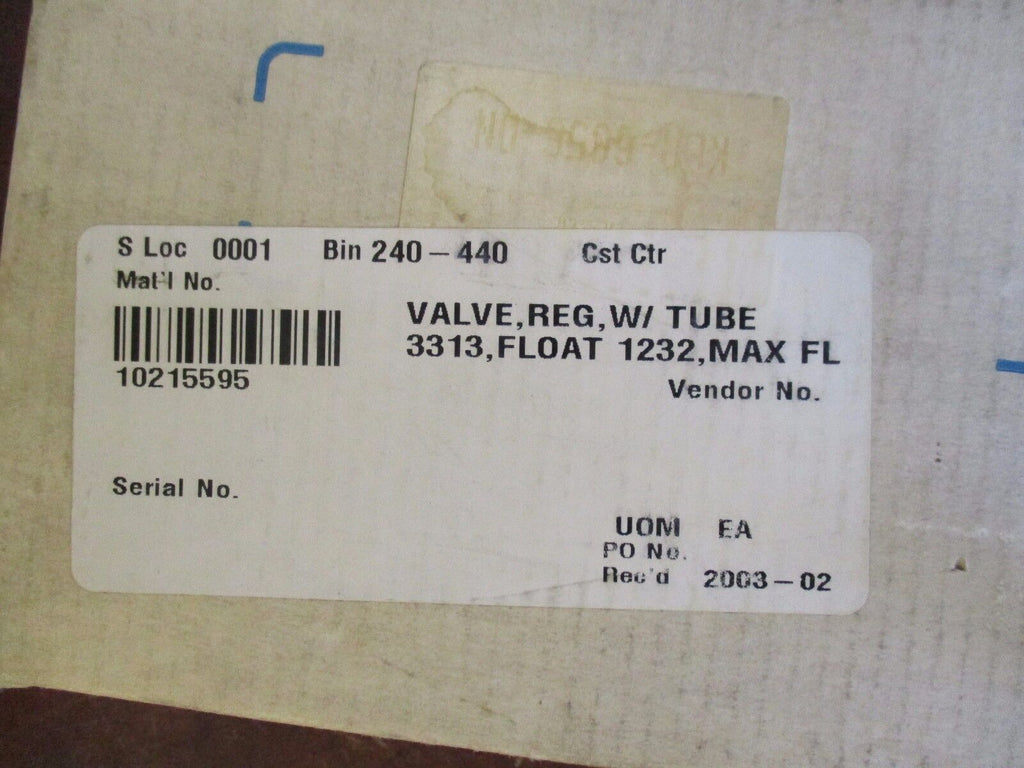 S Loc 0001 Bin 240-440 Cst Ctr
Mat'l No.
VALVE,REG,W/ TUBE
3313,FLOAT 1232,MAX FL
10215595
Vendor No.
Serial No.
UOM EA
PO No.
Rec'd 2003-02